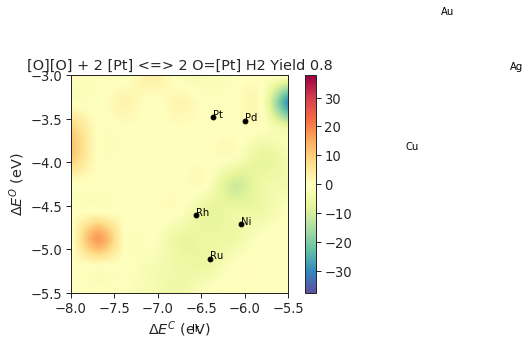 Au
Ag
Cu
[O][O] + 2 [Pt] <=> 2 O=[Pt] H2 Yield 0.8
−3.0
−3.5
−4.0
−4.5
−5.0
−5.5
ΔE^O (eV)
Pt
Pd
Rh
Ni
Ru
−8.0 −7.5 −7.0 −6.5 −6.0 −5.5
ΔE^C (eV)
Ir
30
20
10
0
−10
−20
−30